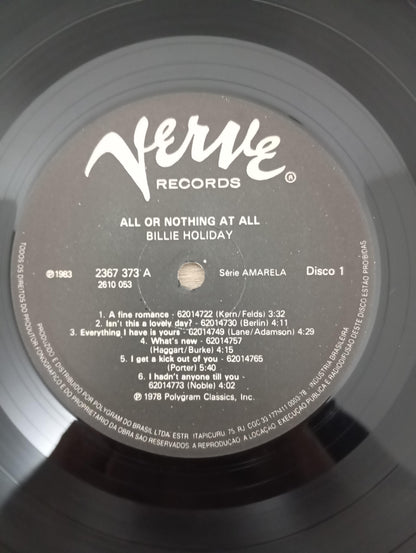 Verve
RECORDS ®
ALL OR NOTHING AT ALL
BILLIE HOLIDAY
℗1983 2367 373 A Série AMARELA Disco 1
2610 053
1. A fine romance - 62014722 (Kern/Felds) 3:32
2. Isn't this a lovely day? - 62014730 (Berlin) 4:11
3. Everything I have is yours - 62014749 (Lane/Adamson) 4:29
4. What's new - 62014757
(Haggart/Burke) 4:15
5. I get a kick out of you - 62014765
(Porter) 5:40
6. I hadn't anyone till you -
62014773 (Noble) 4:02
℗ 1978 Polygram Classics, Inc.
TODOS OS DIREITOS DO PRODUTOR FONOGRÁFICO E DO PROPRIETÁRIO DA OBRA SÃO RESERVADOS. A REPRODUÇÃO, A LOCAÇÃO, EXECUÇÃO PÚBLICA E RADIODIFUSÃO DESTE DISCO ESTÃO PROIBIDAS
PRODUZIDO E DISTRIBUIDO POR POLYGRAM DO BRASIL LTDA. ESTR. ITAPICURU, 75 RJ CGC 33.177411.0003-78 INDÚSTRIA BRASILEIRA